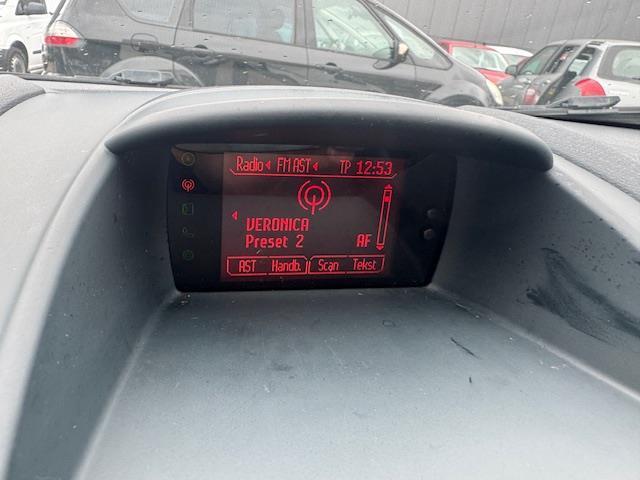 Radio FM AST TP 12:53
VERONICA
Preset 2 AF
AST Handb. Scan Tekst